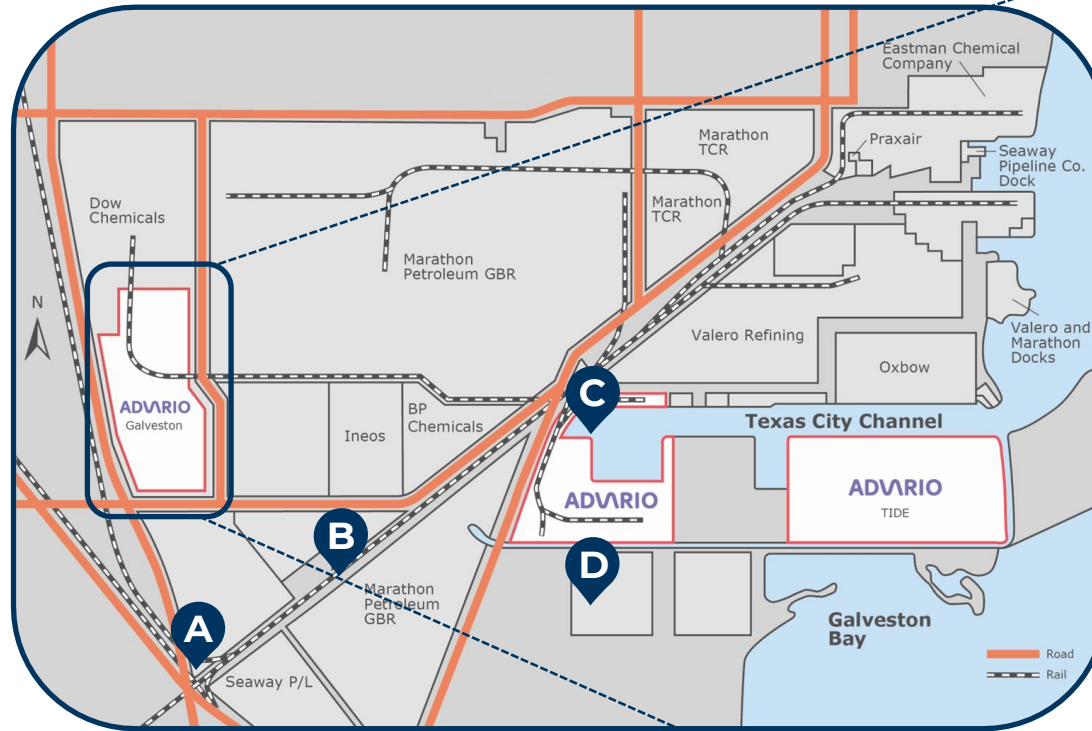 Eastman Chemical
Company
Marathon
TCR
Praxair
Seaway
Pipeline Co.
Dock
Dow
Chemicals
Marathon
TCR
Marathon
Petroleum GBR
N
Valero Refining
Valero and
Marathon
Docks
Oxbow
ADVARIO
Galveston
C
BP
Chemicals
Ineos
Texas City Channel
ADVARIO
ADVARIO
TIDE
B
D
Marathon
Petroleum
GBR
A
Galveston
Bay
Seaway P/L
Road
Rail